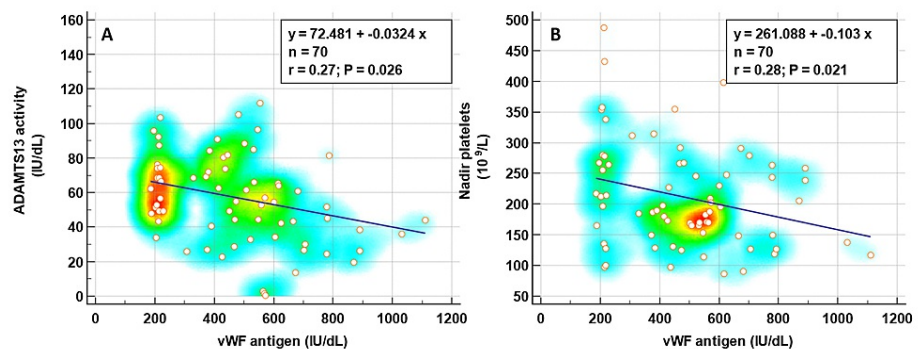 A
y = 72.481 + -0.0324 x
n = 70
r = 0.27; P = 0.026
ADAMTS13 activity
(IU/dL)
160
140
120
100
80
60
40
20
0
0 200 400 600 800 1000 1200
vWF antigen (IU/dL)
B
y = 261.088 + -0.103 x
n = 70
r = 0.28; P = 0.021
Nadir platelets
(10 9/L)
500
450
400
350
300
250
200
150
100
50
0 200 400 600 800 1000 1200
vWF antigen (IU/dL)